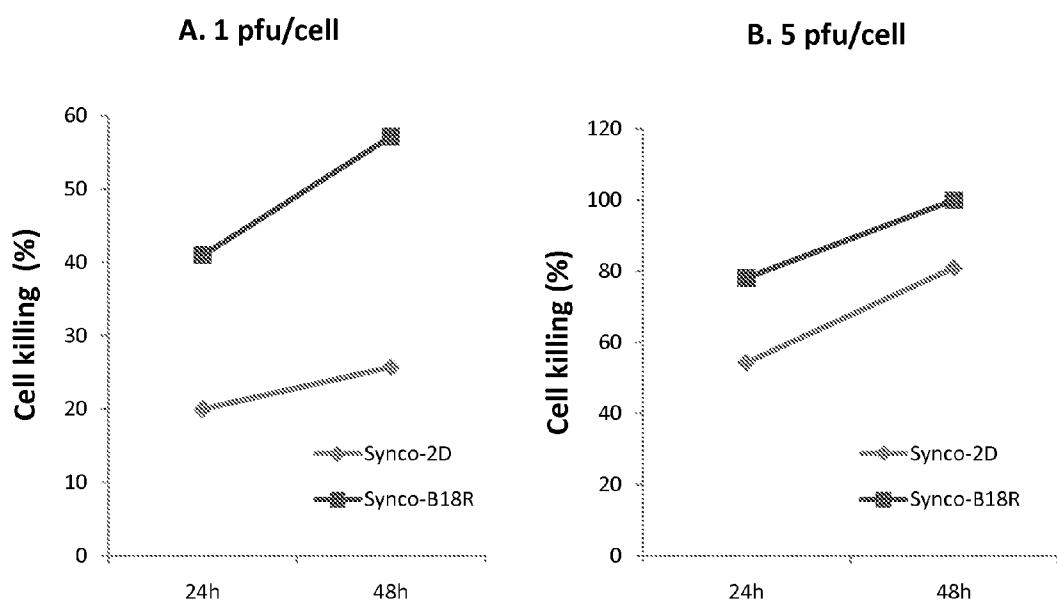 A. 1 pfu/cell
Cell killing (%)
60
50
40
30
20
10
0
24h 48h
Synco-2D
Synco-B18R
B. 5 pfu/cell
Cell killing (%)
120
100
80
60
40
20
0
24h 48h
Synco-2D
Synco-B18R